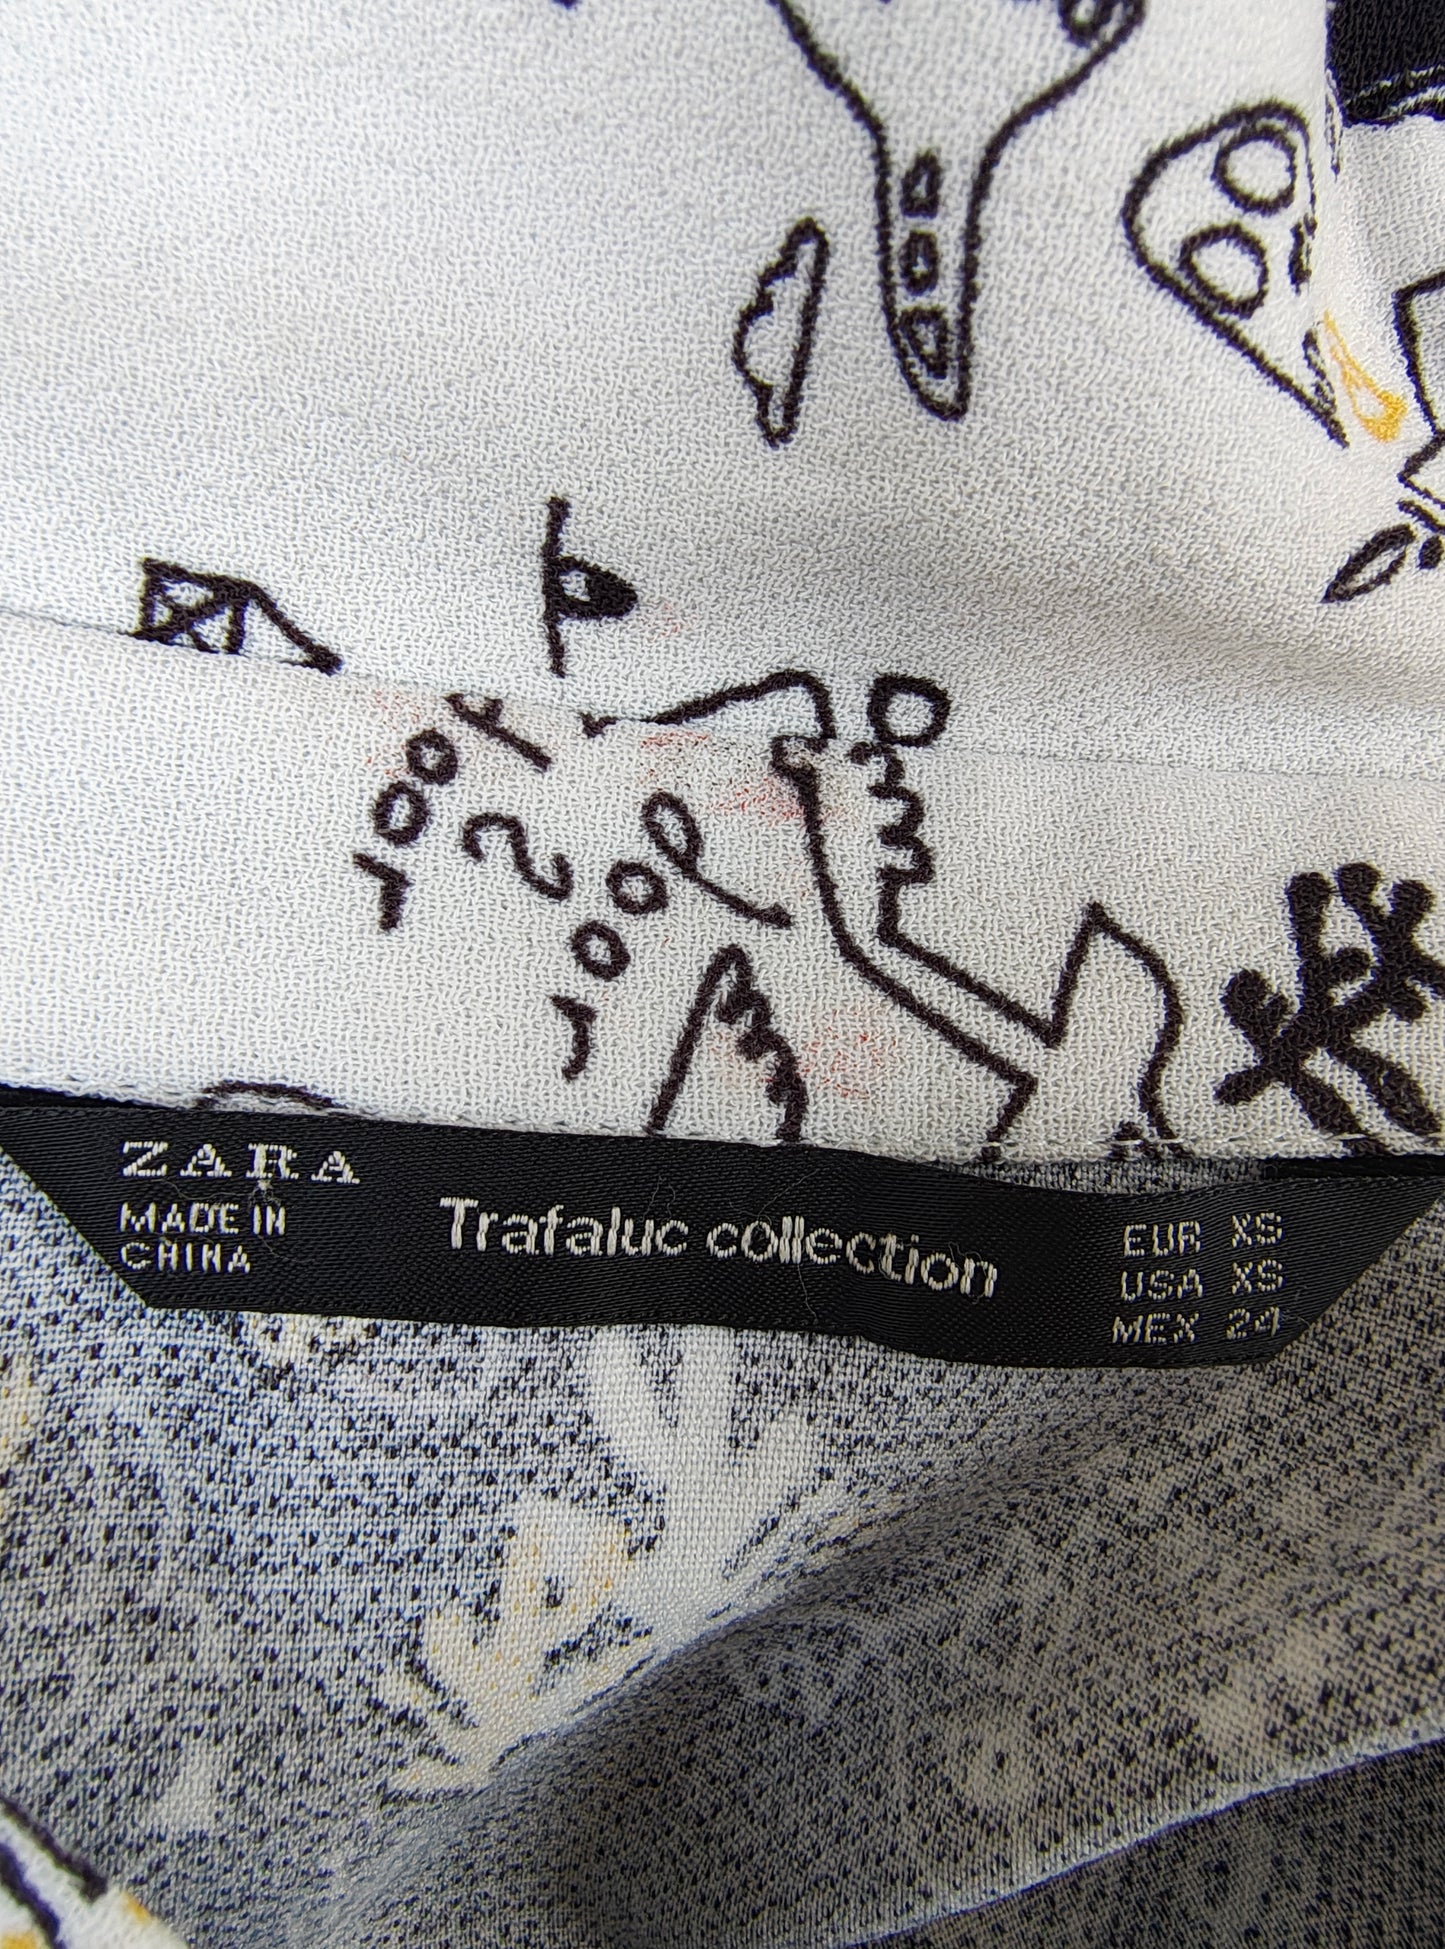 ZARA
MADE IN
CHINA
Trafaluc collection
EUR XS
USA XS
MEX 24